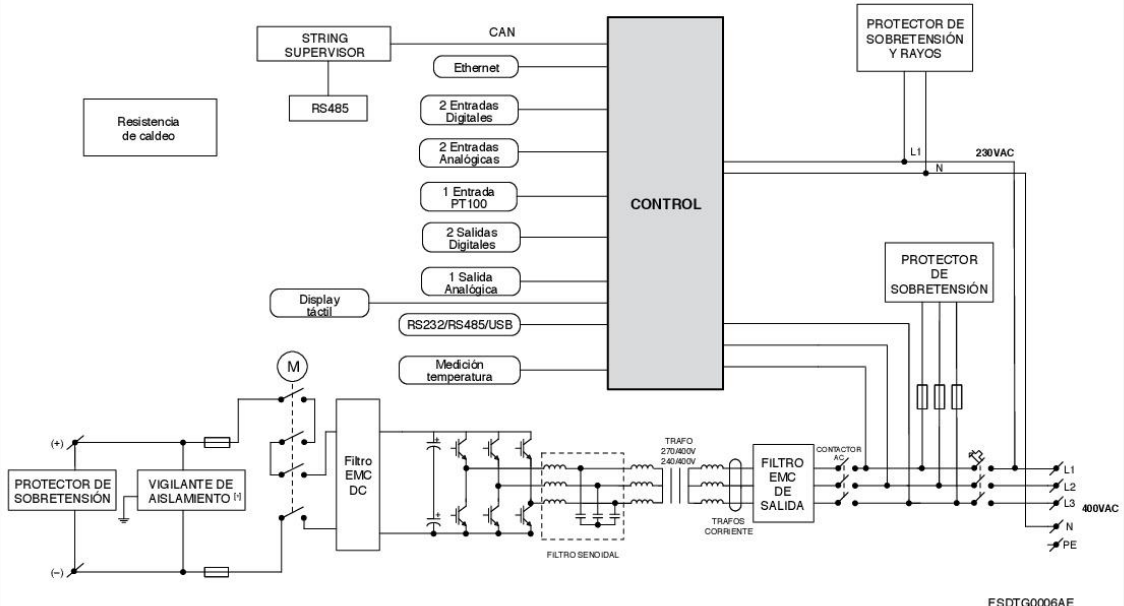 STRING
SUPERVISOR
CAN
PROTECTOR DE
SOBRETENSIÓN
Y RAYOS
Ethernet
RS485
Resistencia
de caldeo
2 Entradas
Digitales
2 Entradas
Analógicas
L1
230VAC
N
1 Entrada
PT100
CONTROL
2 Salidas
Digitales
1 Salida
Analógica
PROTECTOR
DE
SOBRETENSIÓN
Display
táctil
RS232/RS485/USB
Medición
temperatura
M
(+)
PROTECTOR DE
SOBRETENSIÓN
VIGILANTE DE
AISLAMIENTO [*]
(-)
Filtro
EMC
DC
+
+
FILTRO SENOIDAL
TRAFO
270/400V
240/400V
TRAFOS
CORRIENTE
FILTRO
EMC
DE
SALIDA
CONTACTOR
AC
L1
L2
L3
400VAC
N
PE
ESDTG0006AE